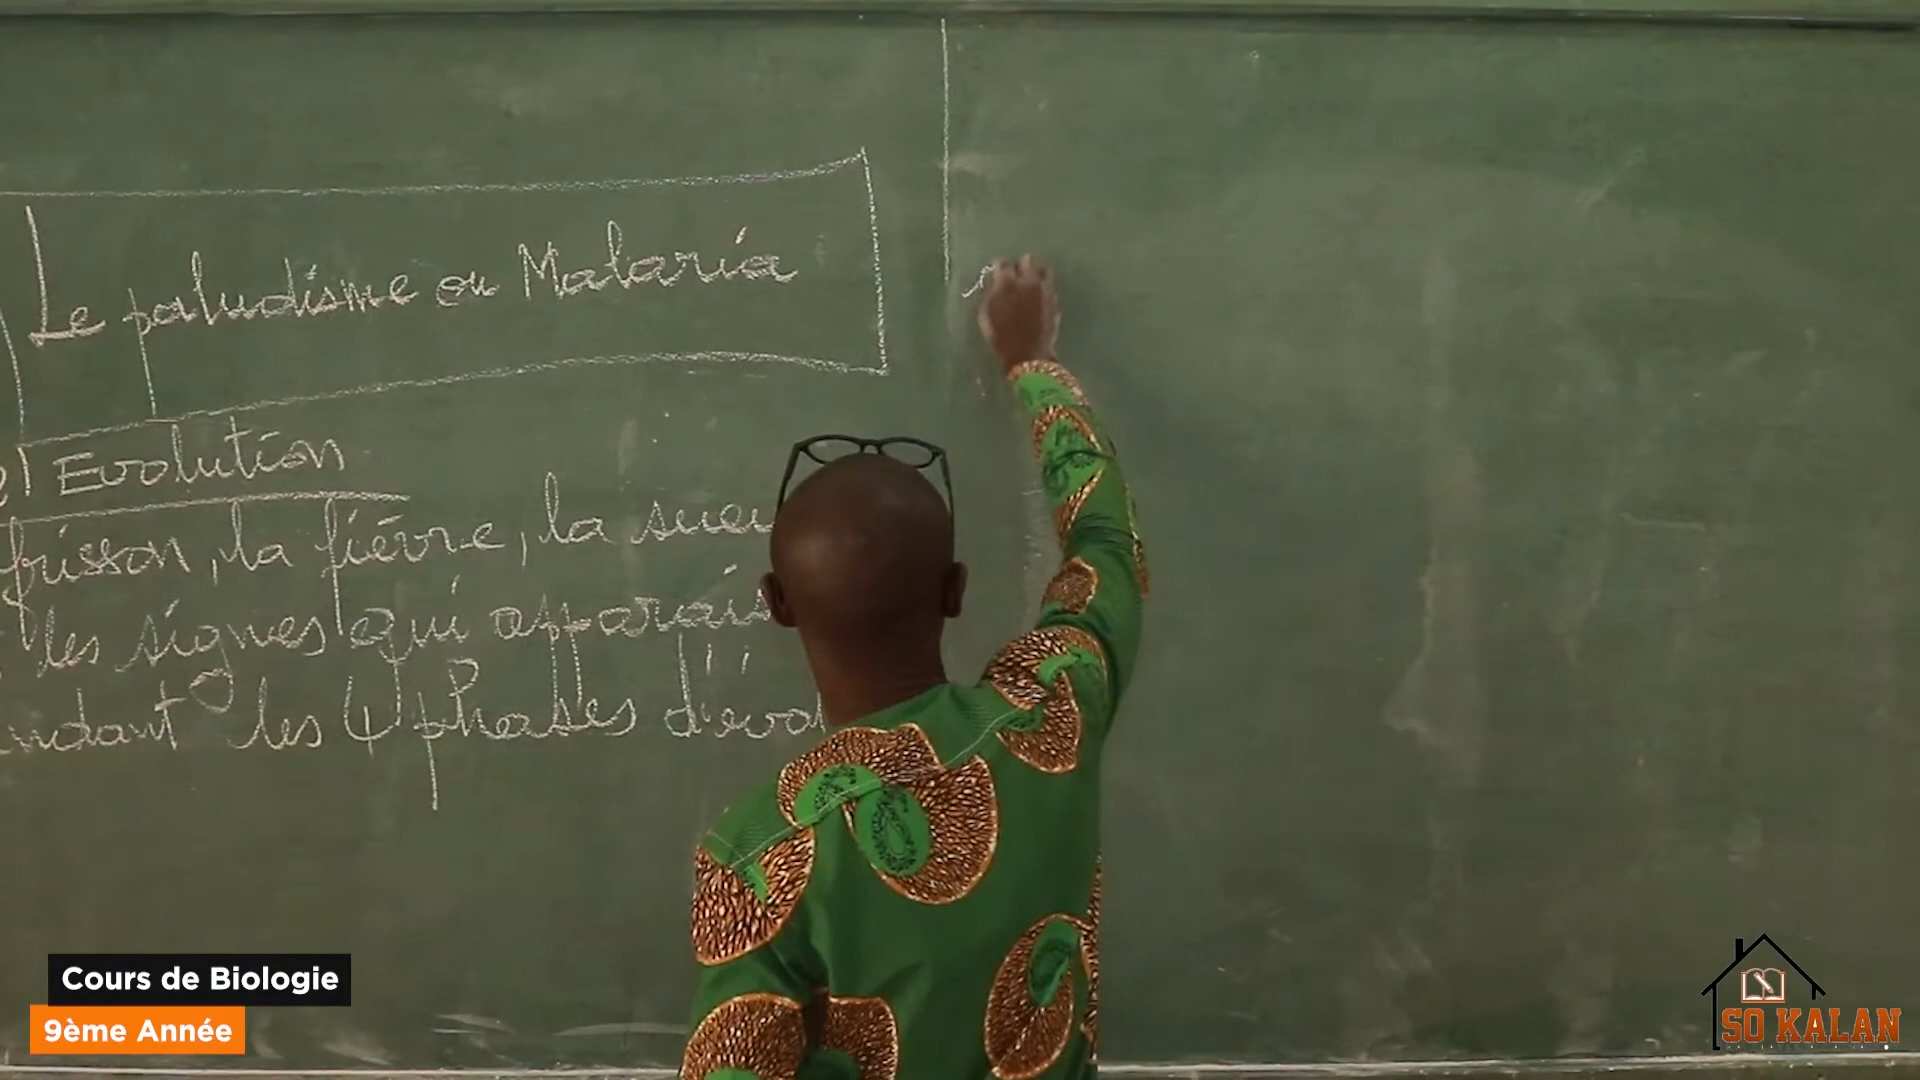 Le paludisme ou Malaria
e) Evolution
frisson, la fièvre, la sueu
les signes qui apparais
ndant les 4 phases d'évol
Cours de Biologie
9ème Année
SO KALAN